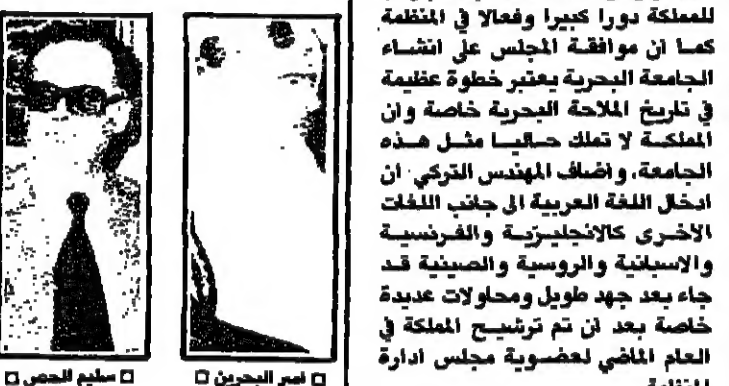 للمملكة دورا كبيرا وفعالا في المنظمة
كما ان موافقة المجلس على انشاء
الجامعة البحرية يعتبر خطوة عظيمة
في تاريخ الملاحة البحرية خاصة وان
المملكة لا تملك حاليا مثل هذه
الجامعة. واضاف المهندس التركي ان
ادخال اللغة العربية الى جانب اللغات
الاخرى كالانجليزية والفرنسية
والاسبانية والروسية والصينية قد
جاء بعد جهد طويل ومحاولات عديدة
خاصة بعد ان تم ترشيح المملكة في
العام الماضي لعضوية مجلس ادارة
امير البحرين
سليم الحص